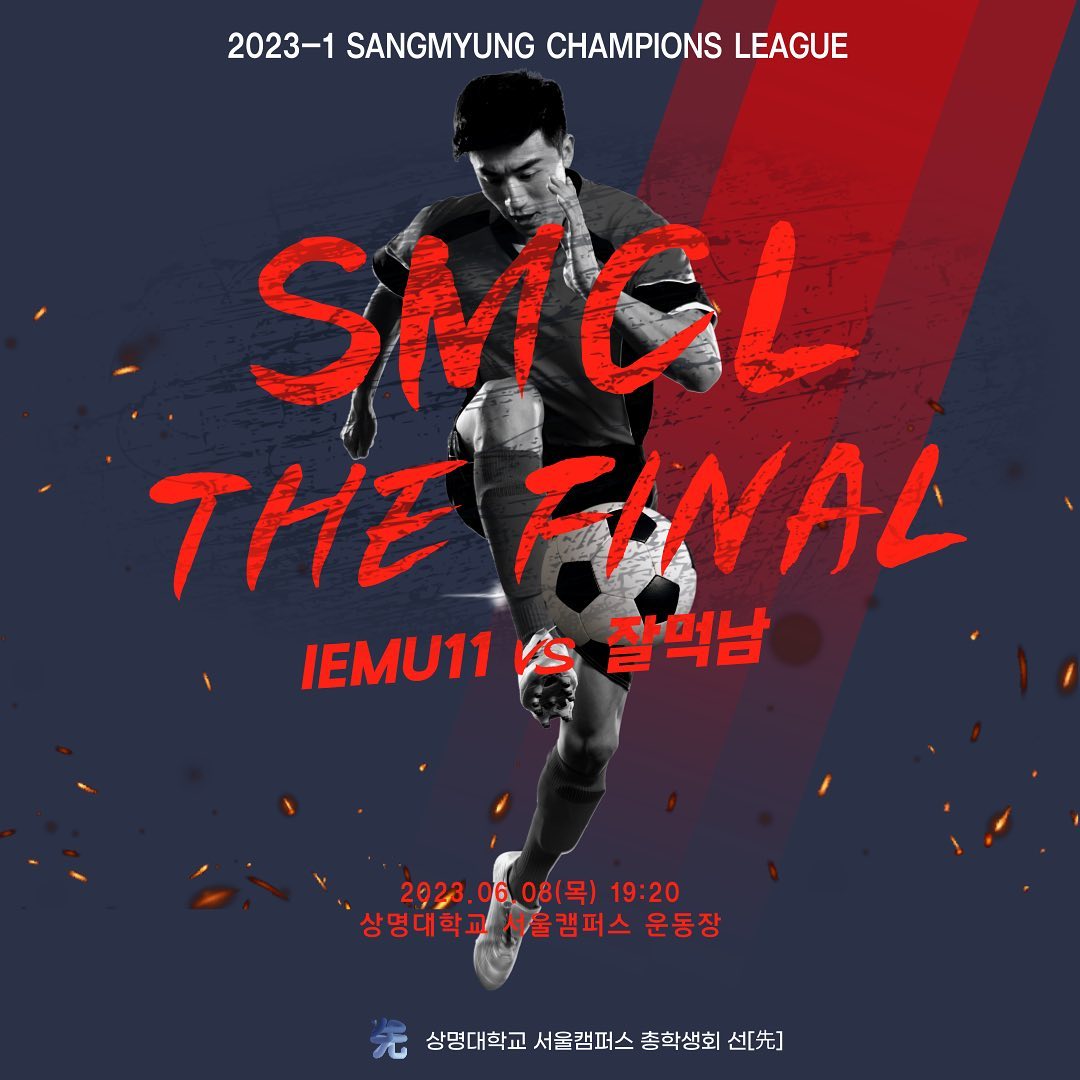 2023-1 SANGMYUNG CHAMPIONS LEAGUE
SMCL
THE FINAL
IEMU11 vs 잘먹남
2023.06.08(목) 19:20
상명대학교 서울캠퍼스 운동장
先 상명대학교 서울캠퍼스 총학생회 선[先]